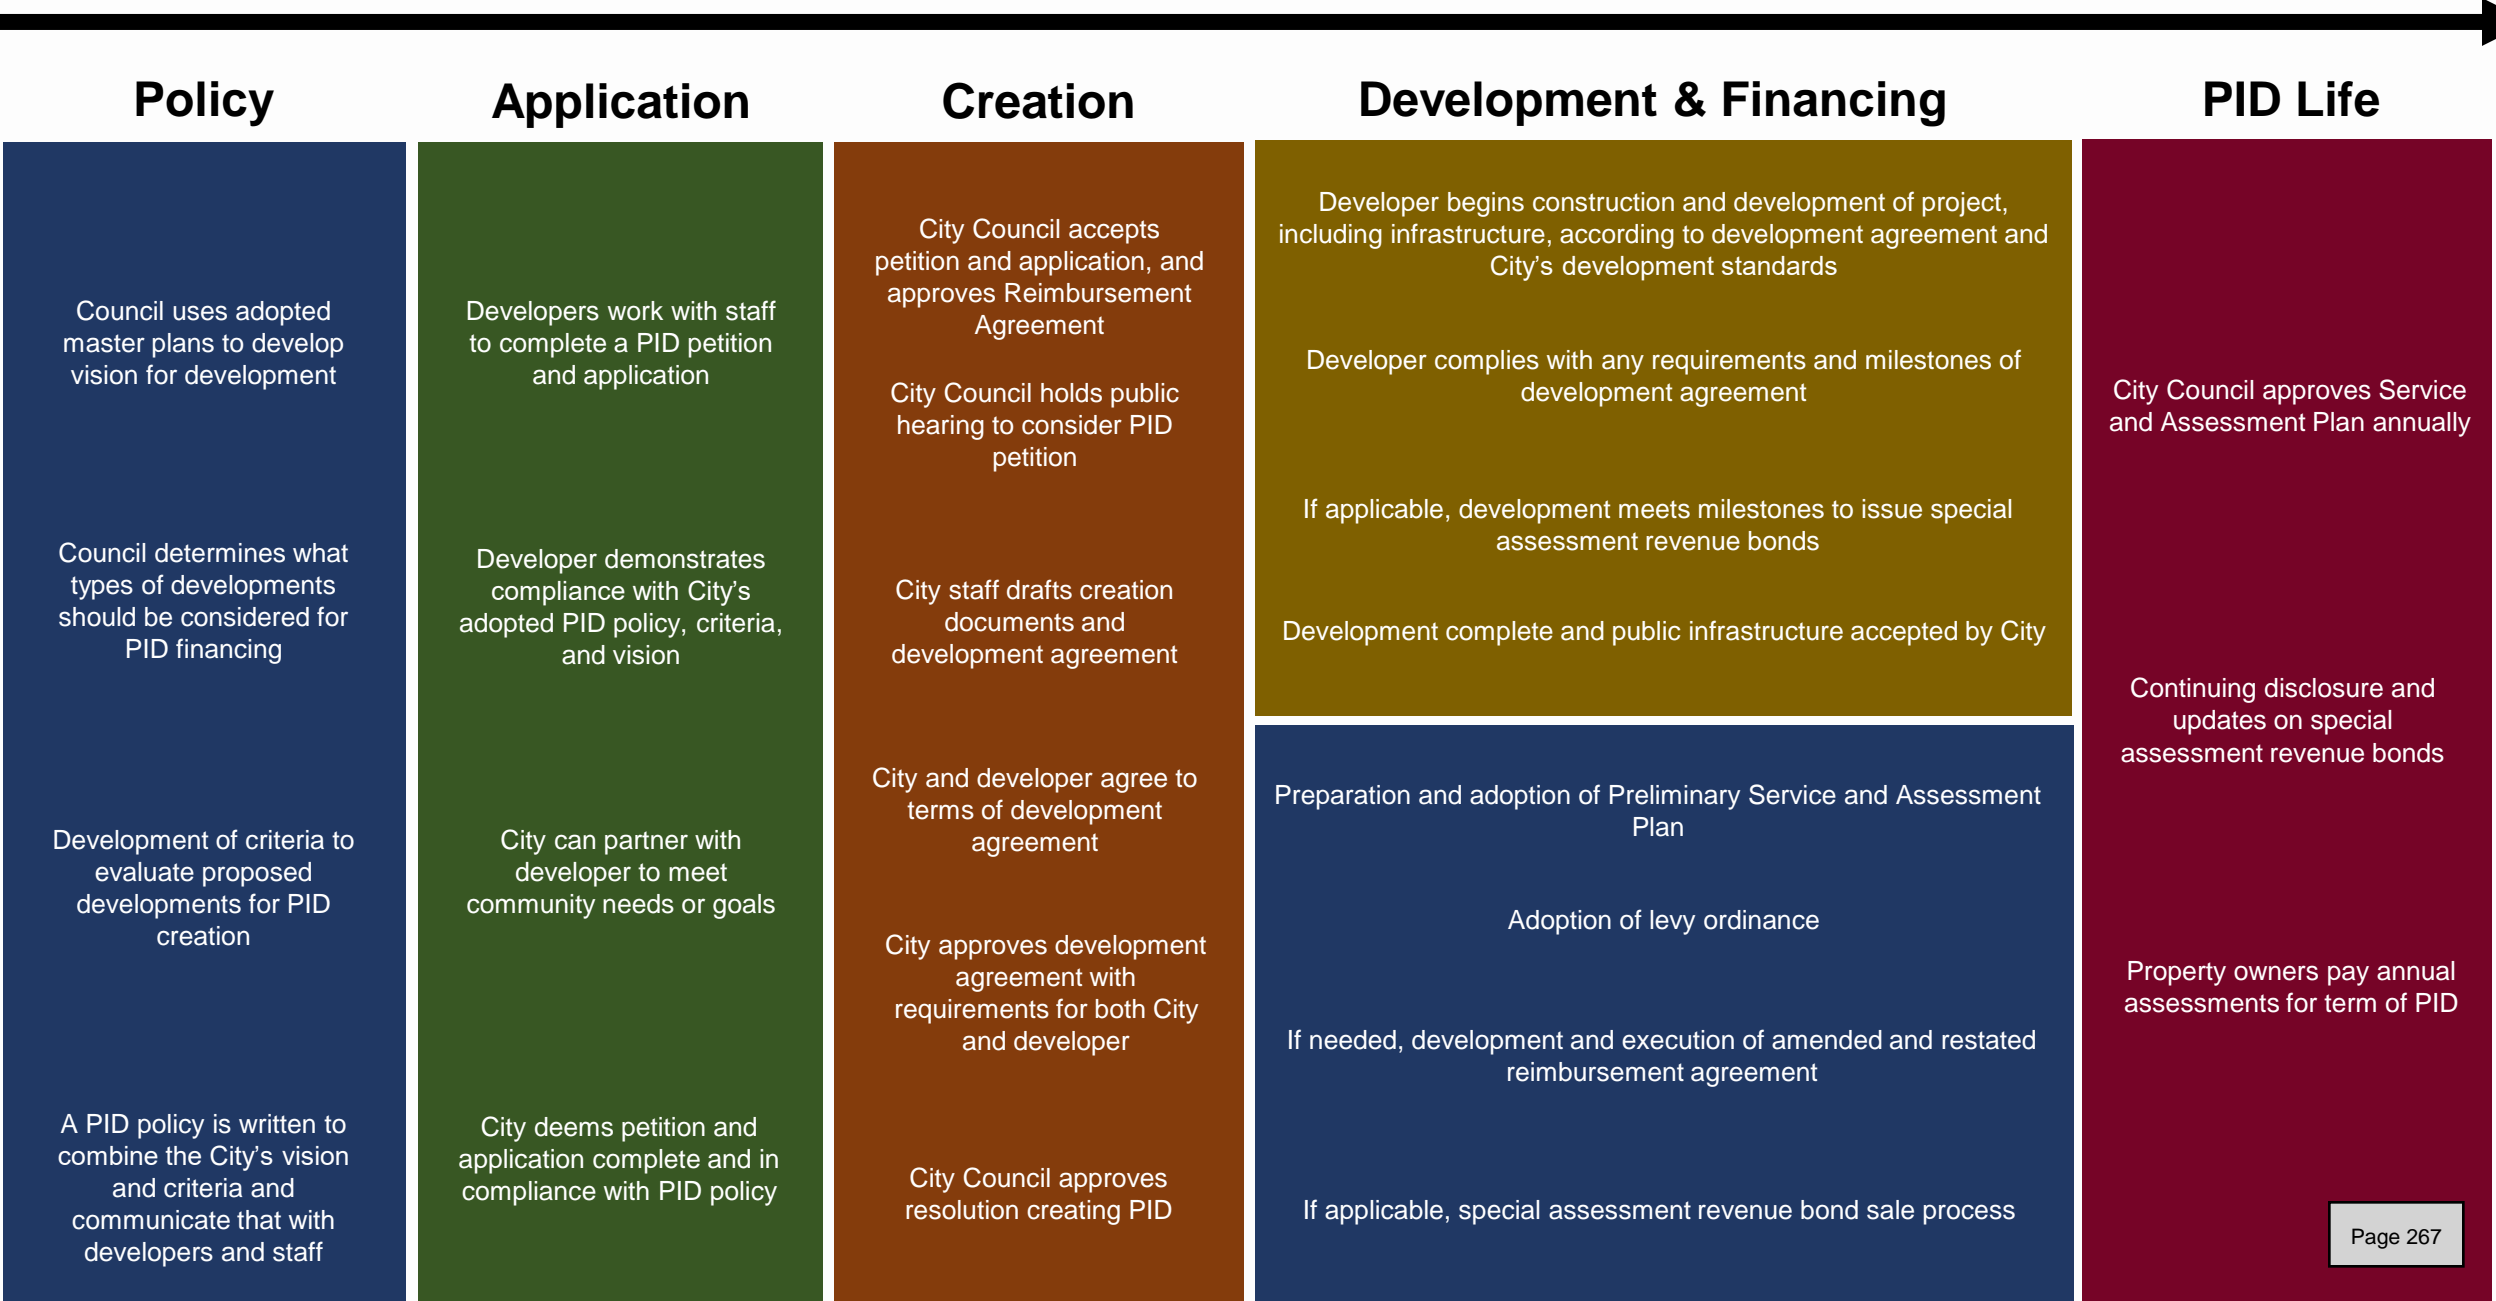 Policy
Council uses adopted
master plans to develop
vision for development
Council determines what
types of developments
should be considered for
PID financing
Development of criteria to
evaluate proposed
developments for PID
creation
A PID policy is written to
combine the City’s vision
and criteria and
communicate that with
developers and staff
Application
Developers work with staff
to complete a PID petition
and application
Developer demonstrates
compliance with City’s
adopted PID policy, criteria,
and vision
City can partner with
developer to meet
community needs or goals
City deems petition and
application complete and in
compliance with PID policy
Creation
City Council accepts
petition and application, and
approves Reimbursement
Agreement
City Council holds public
hearing to consider PID
petition
City staff drafts creation
documents and
development agreement
City and developer agree to
terms of development
agreement
City approves development
agreement with
requirements for both City
and developer
City Council approves
resolution creating PID
Development & Financing
Developer begins construction and development of project,
including infrastructure, according to development agreement and
City’s development standards
Developer complies with any requirements and milestones of
development agreement
If applicable, development meets milestones to issue special
assessment revenue bonds
Development complete and public infrastructure accepted by City
Preparation and adoption of Preliminary Service and Assessment
Plan
Adoption of levy ordinance
If needed, development and execution of amended and restated
reimbursement agreement
If applicable, special assessment revenue bond sale process
PID Life
City Council approves Service
and Assessment Plan annually
Continuing disclosure and
updates on special
assessment revenue bonds
Property owners pay annual
assessments for term of PID
Page 267